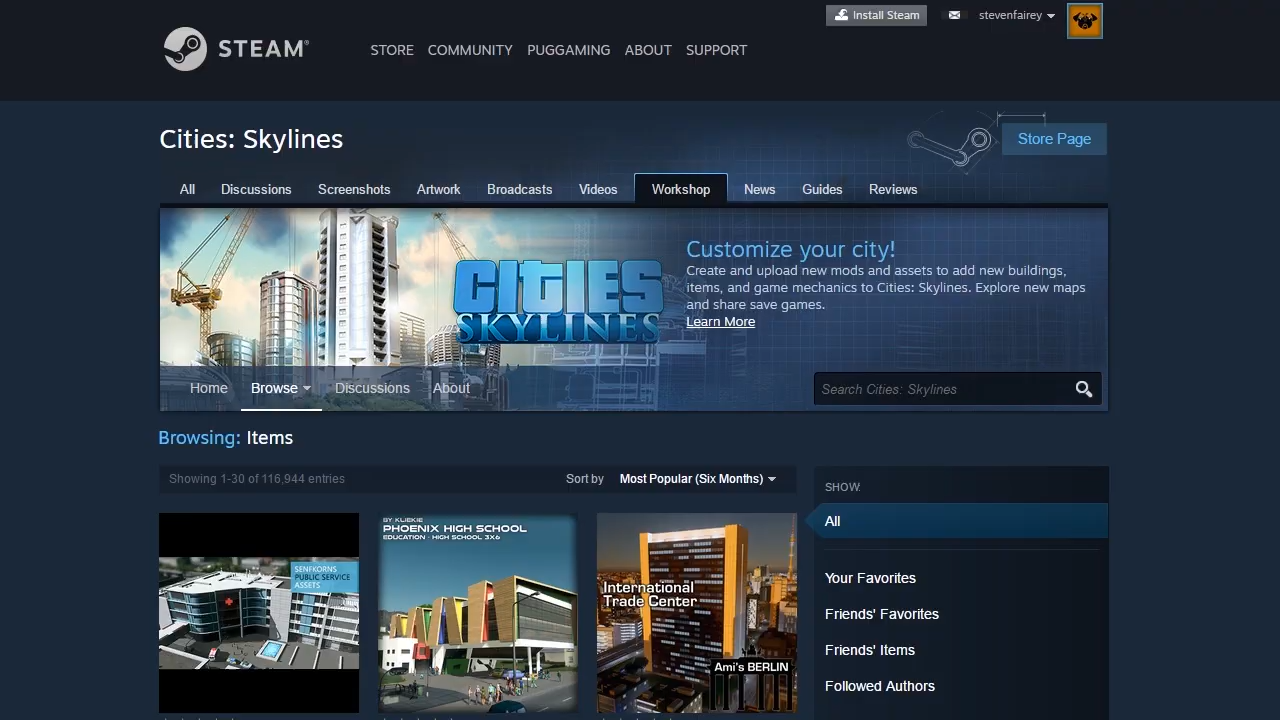 Install Steam
stevenfairey
STEAM®
STORE COMMUNITY PUGGAMING ABOUT SUPPORT
Cities: Skylines
Store Page
All Discussions Screenshots Artwork Broadcasts Videos Workshop News Guides Reviews
CITIES
SKYLINES
Customize your city!
Create and upload new mods and assets to add new buildings,
items, and game mechanics to Cities: Skylines. Explore new maps
and share save games.
Learn More
Home Browse Discussions About
Search Cities: Skylines
Browsing: Items
Showing 1-30 of 116,944 entries
Sort by Most Popular (Six Months)
SENFKORNS
PUBLIC SERVICE
ASSETS
BY KLIEKIE
PHOENIX HIGH SCHOOL
EDUCATION - HIGH SCHOOL 3X6
International
Trade Center
Ami's BERLIN
SHOW:
All
Your Favorites
Friends' Favorites
Friends' Items
Followed Authors